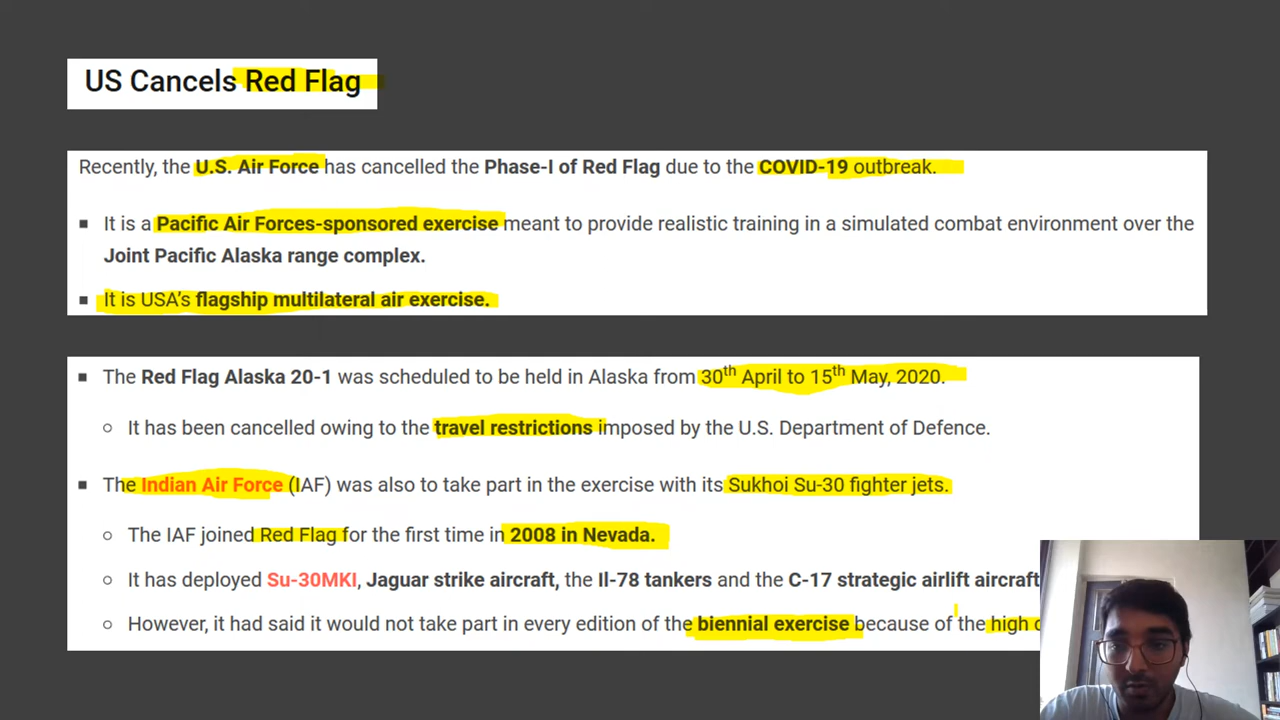 US Cancels Red Flag
Recently, the U.S. Air Force has cancelled the Phase-I of Red Flag due to the COVID-19 outbreak.
It is a Pacific Air Forces-sponsored exercise meant to provide realistic training in a simulated combat environment over the
Joint Pacific Alaska range complex.
It is USA's flagship multilateral air exercise.
The Red Flag Alaska 20-1 was scheduled to be held in Alaska from 30th April to 15th May, 2020.
It has been cancelled owing to the travel restrictions imposed by the U.S. Department of Defence.
The Indian Air Force (IAF) was also to take part in the exercise with its Sukhoi Su-30 fighter jets.
The IAF joined Red Flag for the first time in 2008 in Nevada.
It has deployed Su-30MKI, Jaguar strike aircraft, the Il-78 tankers and the C-17 strategic airlift aircraft
However, it had said it would not take part in every edition of the biennial exercise because of the high